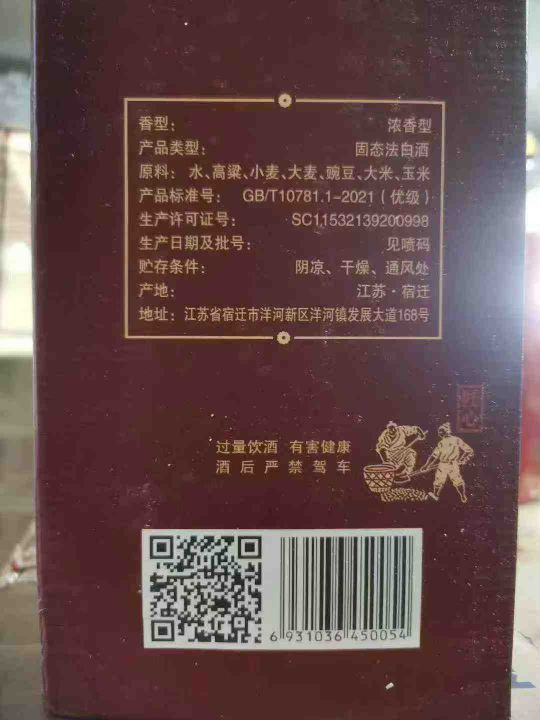 香型： 浓香型
产品类型： 固态法白酒
原料： 水、高粱、小麦、大麦、豌豆、大米、玉米
产品标准号： GB/T10781.1-2021（优级）
生产许可证号： SC11532139200998
生产日期及批号： 见喷码
贮存条件： 阴凉、干燥、通风处
产地： 江苏·宿迁
地址： 江苏省宿迁市洋河新区洋河镇发展大道168号
匠心
过量饮酒 有害健康
酒后严禁驾车
6 931036 450054